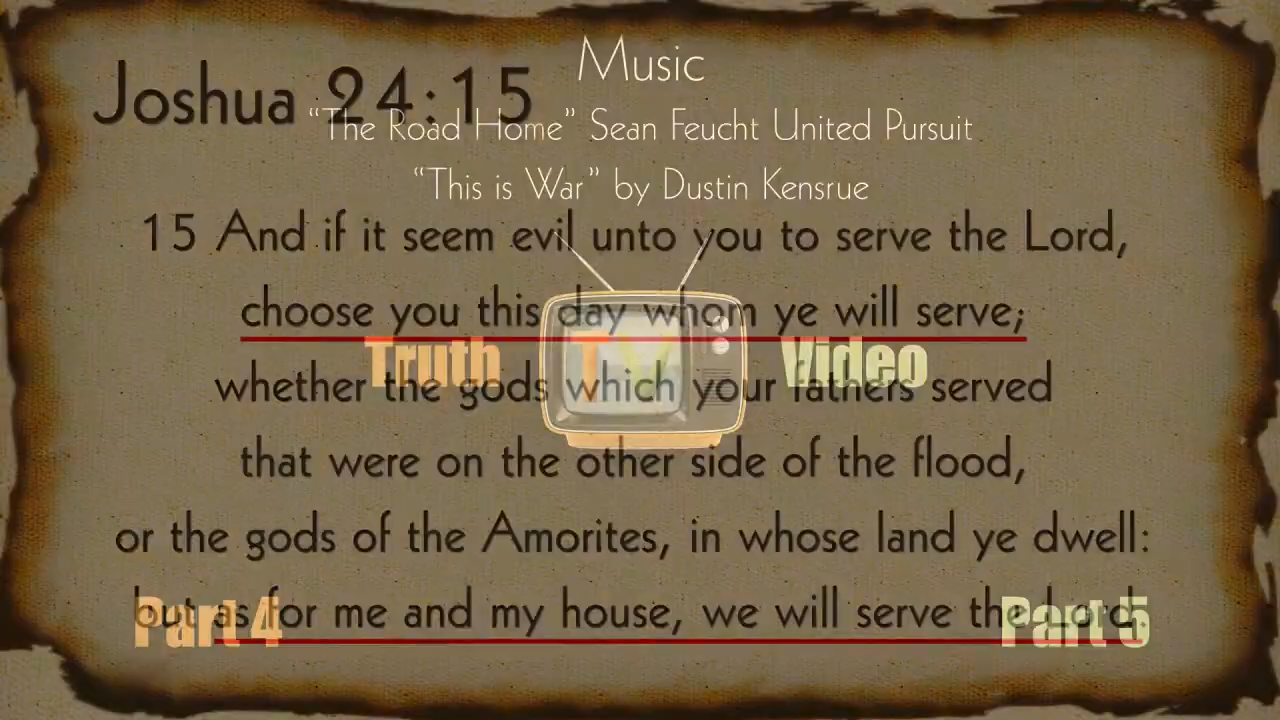 Music
Joshua 24:15
“The Road Home” Sean Feucht United Pursuit
“This is War” by Dustin Kensrue
15 And if it seem evil unto you to serve the Lord,
choose you this day whom ye will serve;
Truth TV Video
whether the gods which your fathers served
that were on the other side of the flood,
or the gods of the Amorites, in whose land ye dwell:
but as for me and my house, we will serve the Lord.
Part 4
Part 5